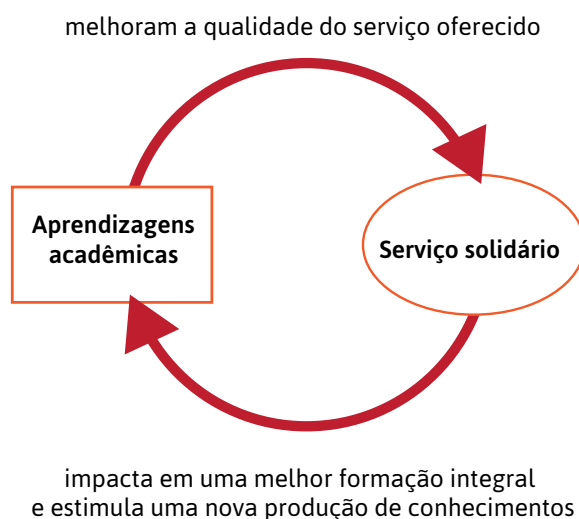 melhoram a qualidade do serviço oferecido
Aprendizagens
acadêmicas
Serviço solidário
impacta em uma melhor formação integral
e estimula uma nova produção de conhecimentos